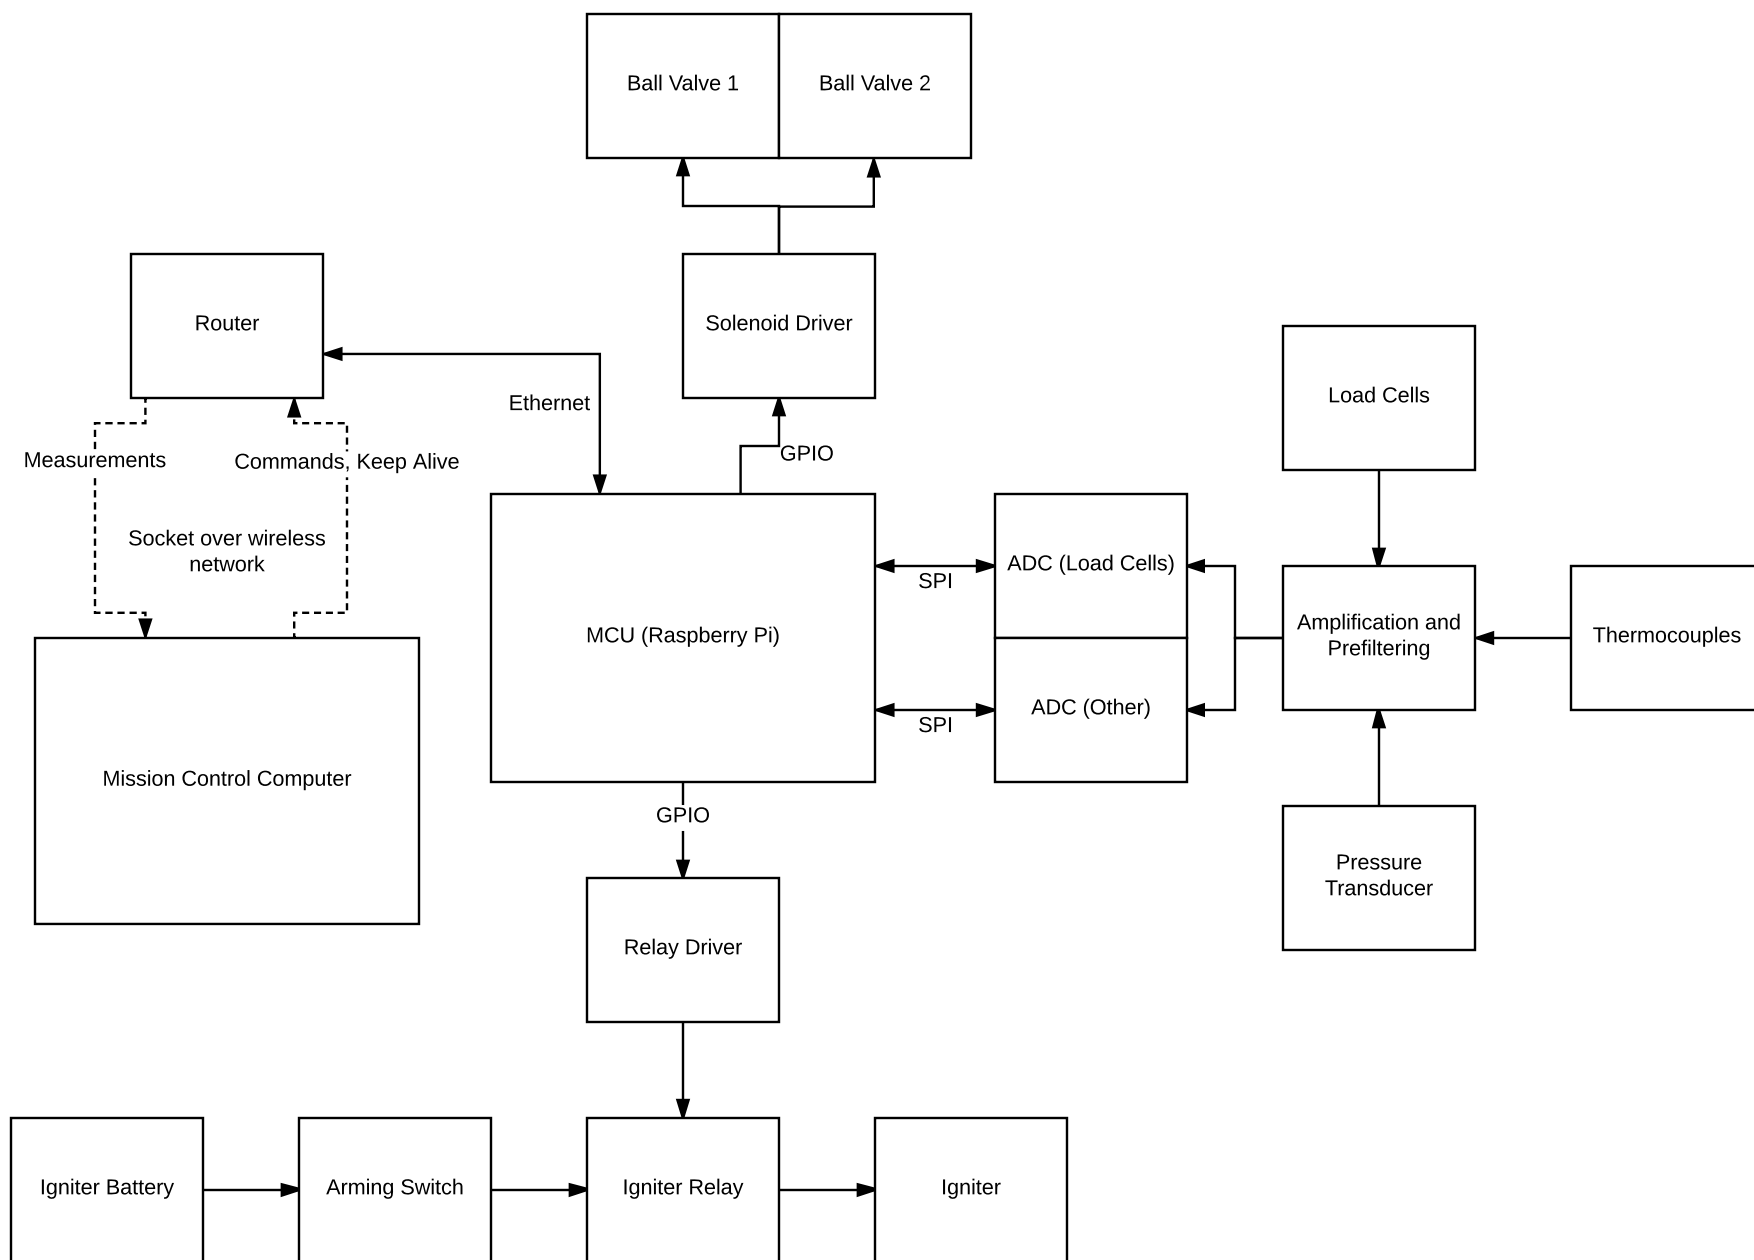 Ball Valve 1
Ball Valve 2
Router
Solenoid Driver
Load Cells
Ethernet
GPIO
Measurements
Commands, Keep Alive
Socket over wireless
network
MCU (Raspberry Pi)
SPI
ADC (Load Cells)
SPI
ADC (Other)
Amplification and
Prefiltering
Thermocouples
Mission Control Computer
GPIO
Pressure
Transducer
Relay Driver
Igniter Battery
Arming Switch
Igniter Relay
Igniter